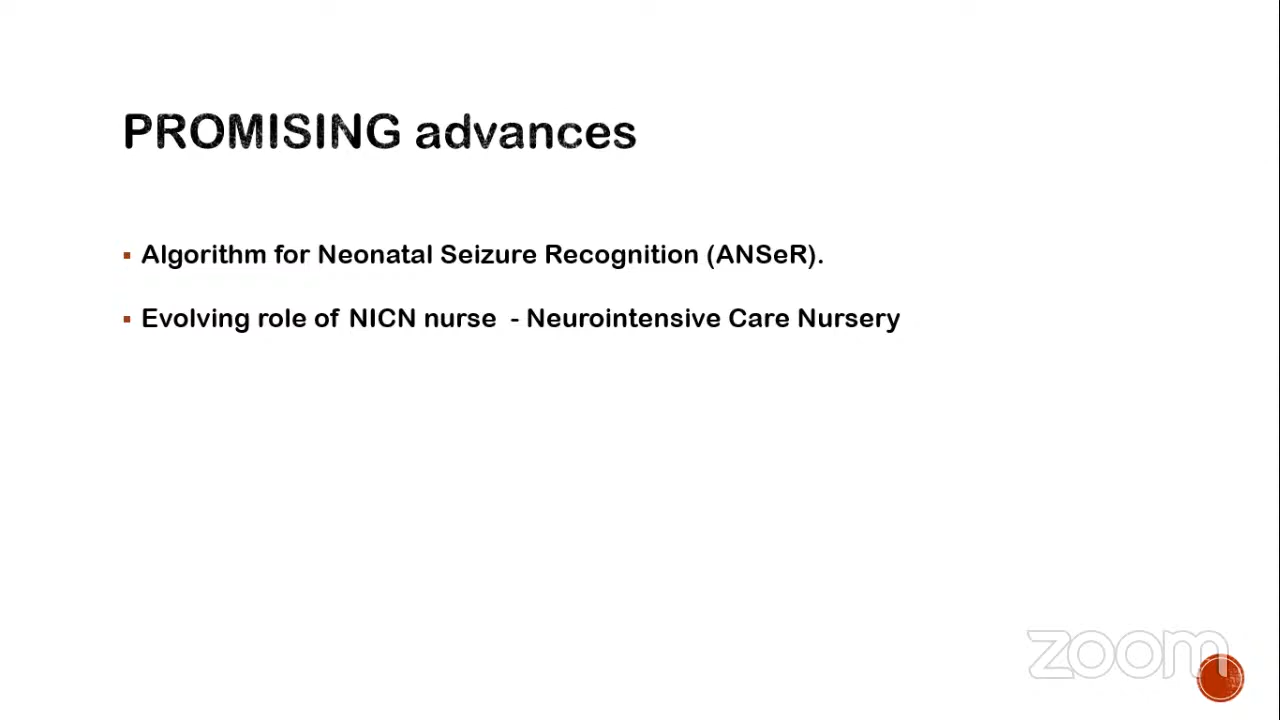 PROMISING advances
▪ Algorithm for Neonatal Seizure Recognition (ANSeR).
▪ Evolving role of NICN nurse - Neurointensive Care Nursery
zoom